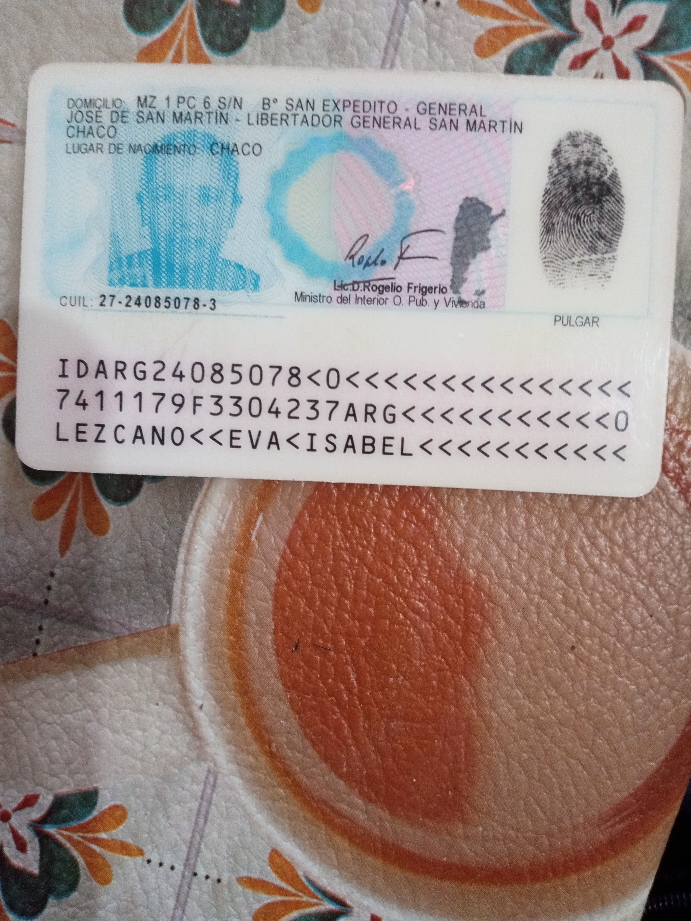 DOMICILIO: MZ 1 PC 6 S/N B° SAN EXPEDITO - GENERAL
JOSE DE SAN MARTÍN - LIBERTADOR GENERAL SAN MARTÍN
CHACO
LUGAR DE NACIMIENTO: CHACO
Lic.D.Rogelio Frigerio
Ministro del Interior O. Pub. y Vivienda
CUIL: 27-24085078-3
PULGAR
IDARG24085078<0<<<<<<<<<<<<<<<
7411179F3304237ARG<<<<<<<<<<<0
LEZCANO<<EVA<ISABEL<<<<<<<<<<<